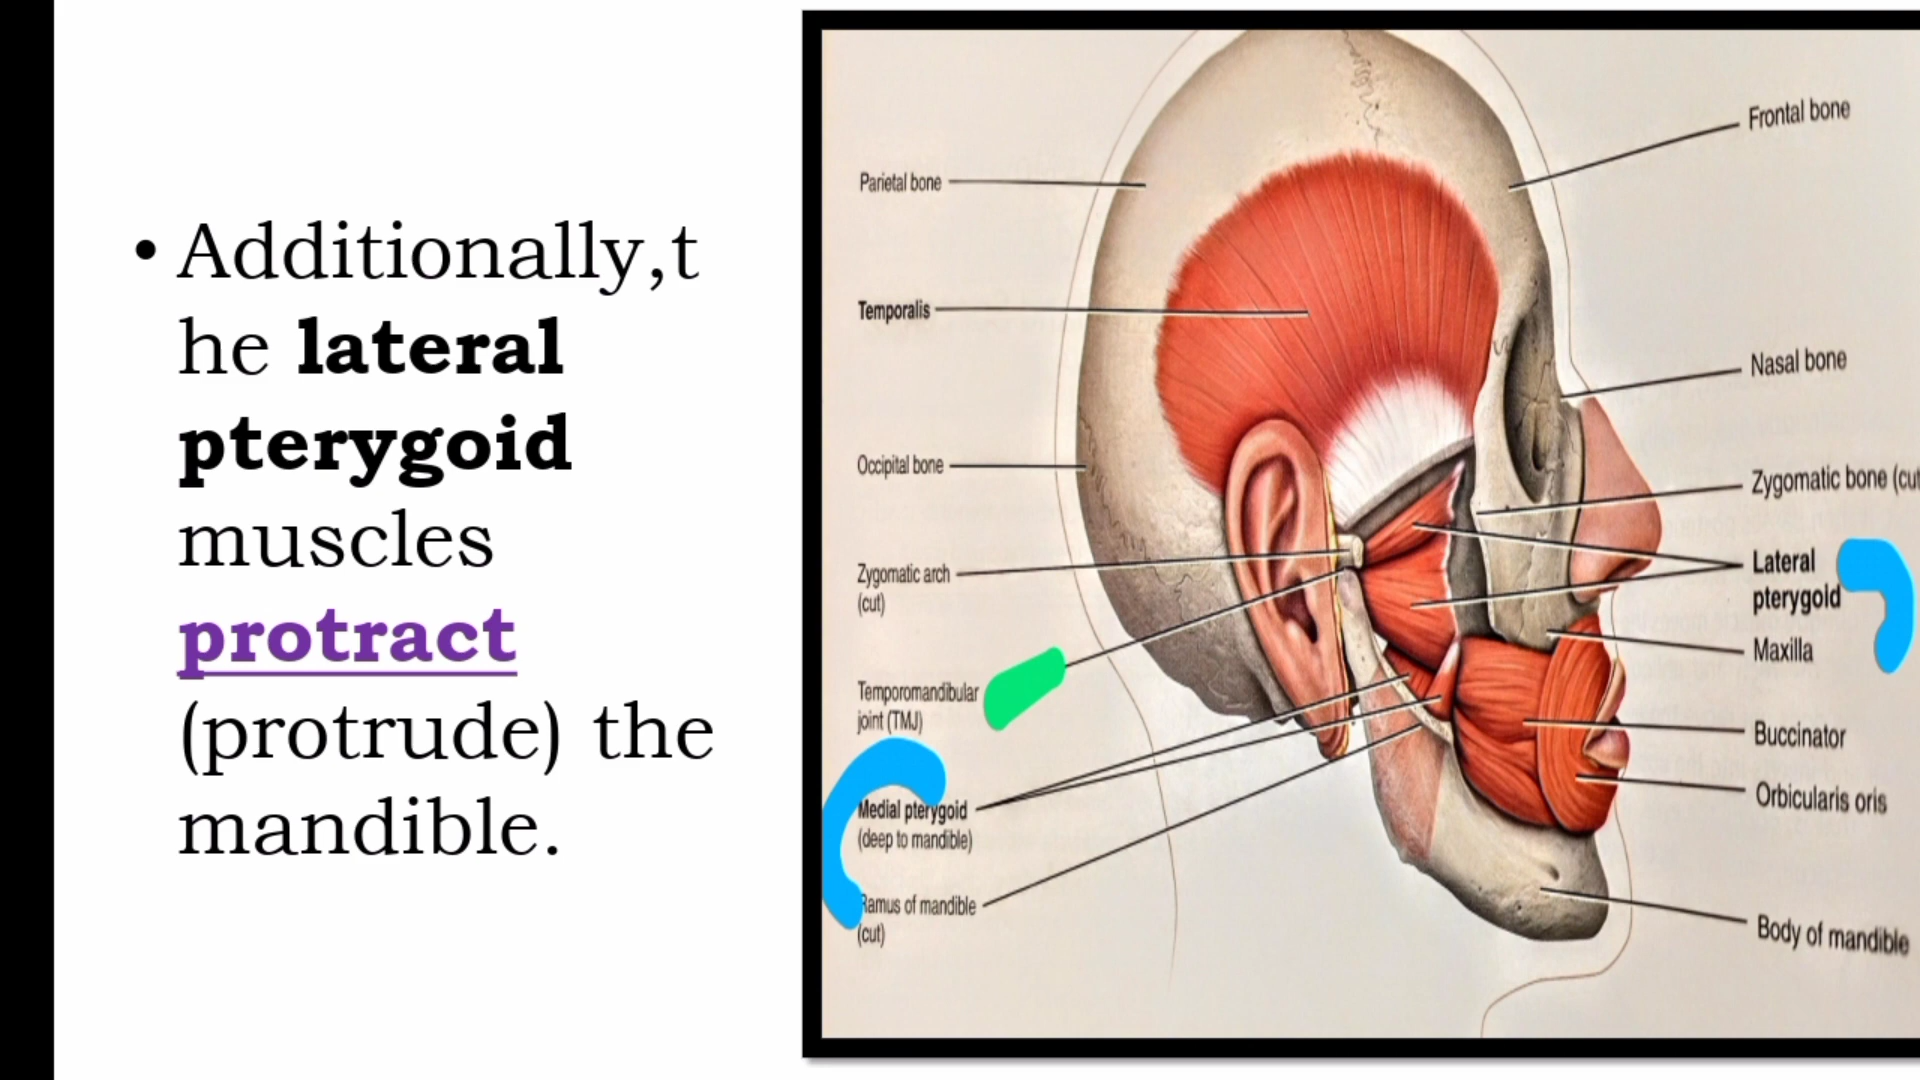 • Additionally,t
he lateral
pterygoid
muscles
protract
(protrude) the
mandible.
Parietal bone
Temporalis
Occipital bone
Zygomatic arch
(cut)
Temporomandibular
joint (TMJ)
Medial pterygoid
(deep to mandible)
Ramus of mandible
(cut)
Frontal bone
Nasal bone
Zygomatic bone (cut
Lateral
pterygoid
Maxilla
Buccinator
Orbicularis oris
Body of mandible